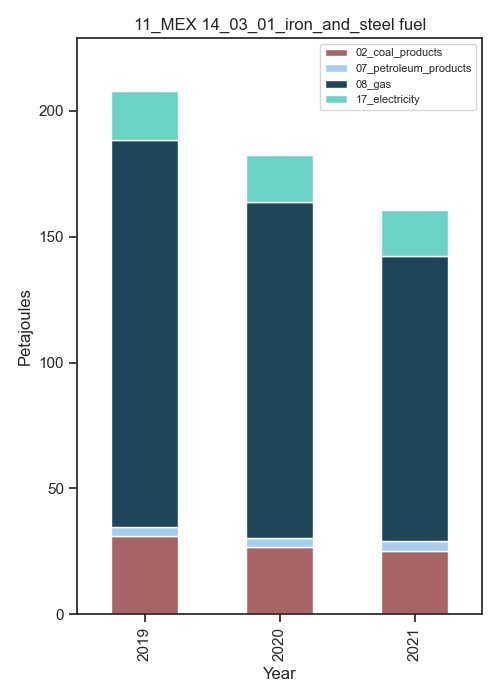 11_MEX 14_03_01_iron_and_steel fuel
02_coal_products
07_petroleum_products
08_gas
17_electricity
Petajoules
200
150
100
50
0
2019
2020
2021
Year